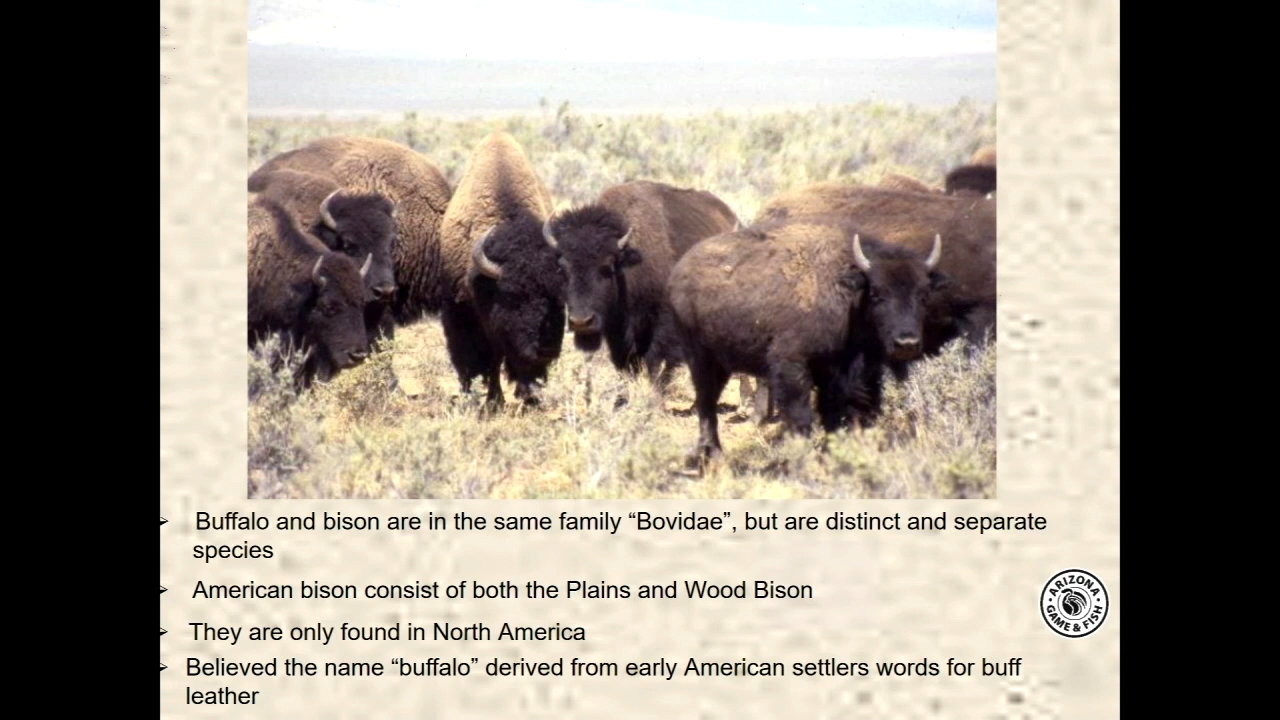 Buffalo and bison are in the same family “Bovidae”, but are distinct and separate
species
American bison consist of both the Plains and Wood Bison
ARIZONA
GAME & FISH
They are only found in North America
Believed the name “buffalo” derived from early American settlers words for buff
leather